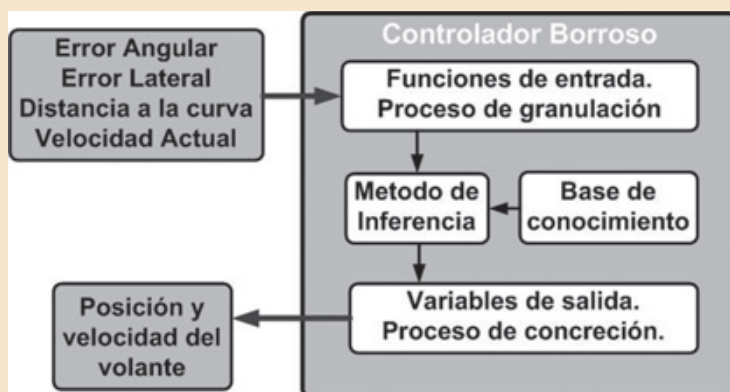 Controlador Borroso
Error Angular
Error Lateral
Distancia a la curva
Velocidad Actual
Funciones de entrada.
Proceso de granulación
Metodo de
Inferencia
Base de
conocimiento
Variables de salida.
Proceso de concreción.
Posición y
velocidad del
volante